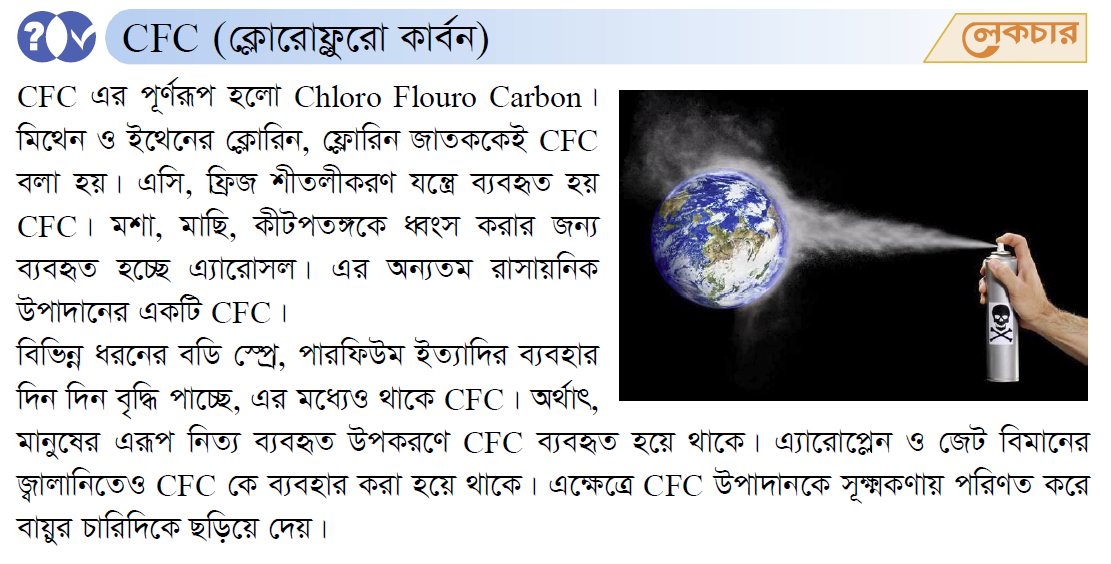 CFC (ক্লোরোফ্লুরো কার্বন)
লেকচার
CFC এর পূর্ণরূপ হলো Chloro Flouro Carbon।
মিথেন ও ইথেনের ক্লোরিন, ফ্লোরিন জাতককেই CFC
বলা হয়। এসি, ফ্রিজ শীতলীকরণ যন্ত্রে ব্যবহৃত হয়
CFC। মশা, মাছি, কীটপতঙ্গকে ধ্বংস করার জন্য
ব্যবহৃত হচ্ছে এ্যারোসল। এর অন্যতম রাসায়নিক
উপাদানের একটি CFC।
বিভিন্ন ধরনের বডি স্প্রে, পারফিউম ইত্যাদির ব্যবহার
দিন দিন বৃদ্ধি পাচ্ছে, এর মধ্যেও থাকে CFC। অর্থাৎ,
মানুষের এরূপ নিত্য ব্যবহৃত উপকরণে CFC ব্যবহৃত হয়ে থাকে। এ্যারোপ্লেন ও জেট বিমানের
জ্বালানিতেও CFC কে ব্যবহার করা হয়ে থাকে। এক্ষেত্রে CFC উপাদানকে সূক্ষ্মকণায় পরিণত করে
বায়ুর চারিদিকে ছড়িয়ে দেয়।